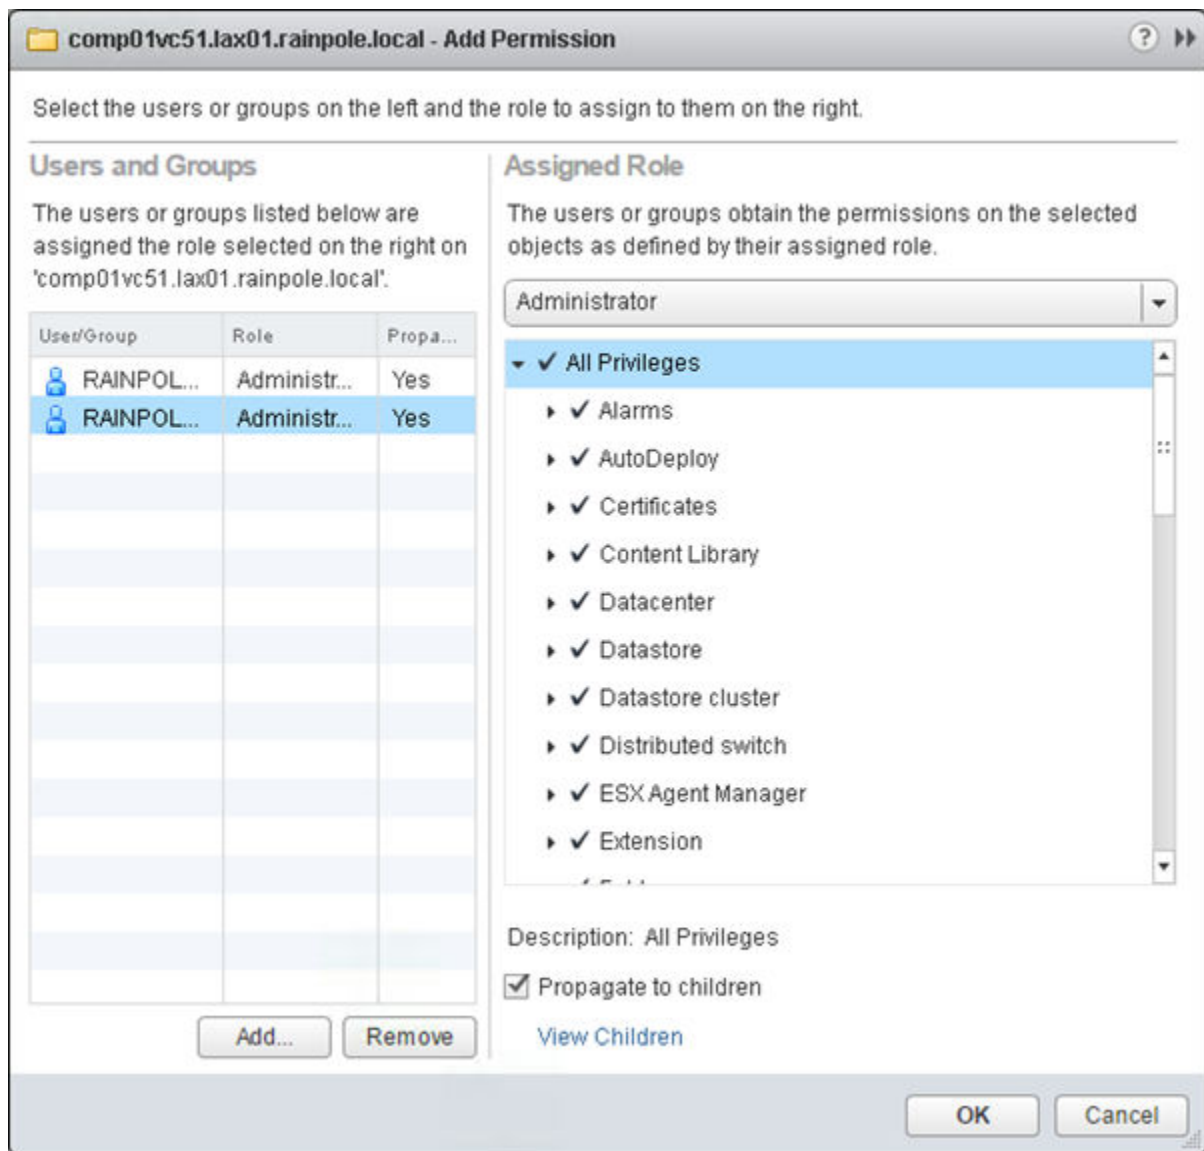 comp01vc51.lax01.rainpole.local - Add Permission
?
Select the users or groups on the left and the role to assign to them on the right.
Users and Groups
The users or groups listed below are
assigned the role selected on the right on
'comp01vc51.lax01.rainpole.local'.
User/Group Role Propa...
RAINPOL... Administr... Yes
RAINPOL... Administr... Yes
Add... Remove
Assigned Role
The users or groups obtain the permissions on the selected
objects as defined by their assigned role.
Administrator
All Privileges
Alarms
AutoDeploy
Certificates
Content Library
Datacenter
Datastore
Datastore cluster
Distributed switch
ESX Agent Manager
Extension
Description: All Privileges
Propagate to children
View Children
OK Cancel